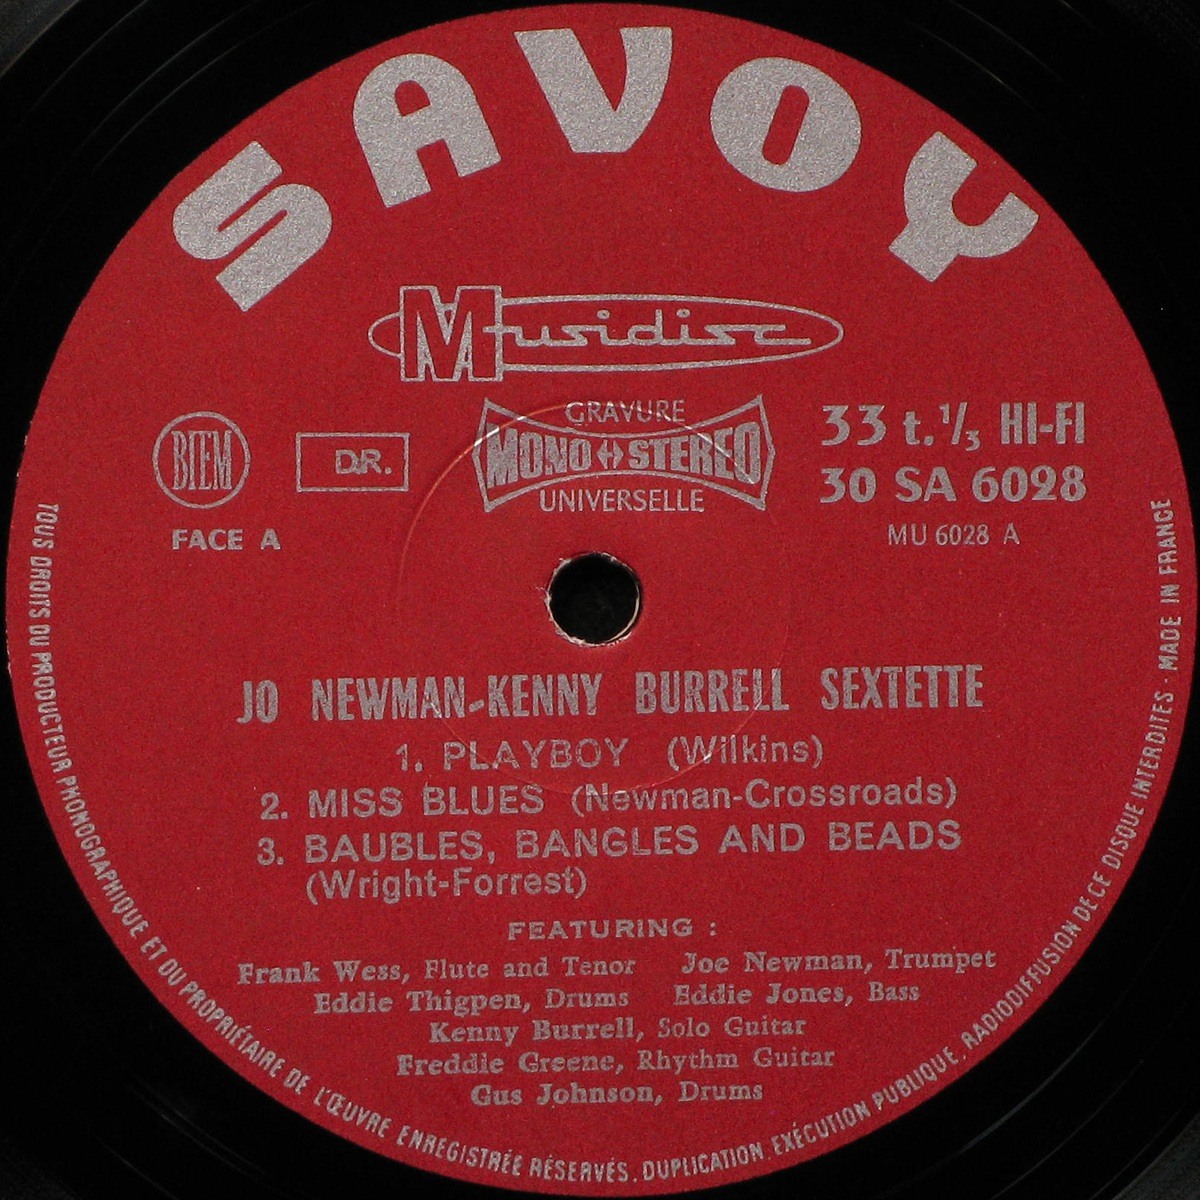 SAVOY
Musidisc
GRAVURE
MONO ↔ STEREO
UNIVERSELLE
BIEM
D.R.
FACE A
33 t. 1/3 HI-FI
30 SA 6028
MU 6028 A
JO NEWMAN-KENNY BURRELL SEXTETTE
1. PLAYBOY (Wilkins)
2. MISS BLUES (Newman-Crossroads)
3. BAUBLES, BANGLES AND BEADS
(Wright-Forrest)
FEATURING :
Frank Wess, Flute and Tenor Joe Newman, Trumpet
Eddie Thigpen, Drums Eddie Jones, Bass
Kenny Burrell, Solo Guitar
Freddie Greene, Rhythm Guitar
Gus Johnson, Drums
TOUS DROITS DU PRODUCTEUR PHONOGRAPHIQUE ET DU PROPRIÉTAIRE DE L'ŒUVRE ENREGISTRÉE RÉSERVÉS. DUPLICATION. EXÉCUTION PUBLIQUE. RADIODIFFUSION DE CE DISQUE INTERDITES · MADE IN FRANCE